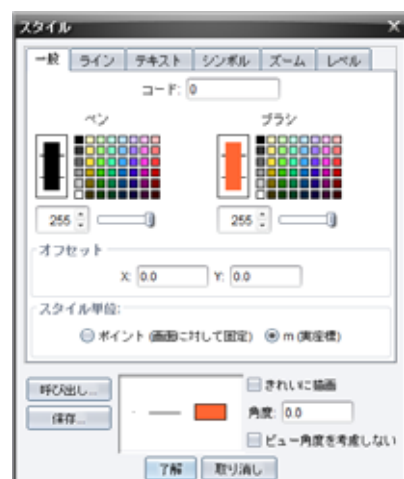 スタイル
一般 ライン テキスト シンボル ズーム レベル
コード: 0
ペン ブラシ
255 255
オフセット
X: 0.0 Y: 0.0
スタイル単位:
ポイント (画面に対して固定) m (実座標)
呼び出し... きれいに描画
保存... 角度: 0.0
ビュー角度を考慮しない
了解 取り消し